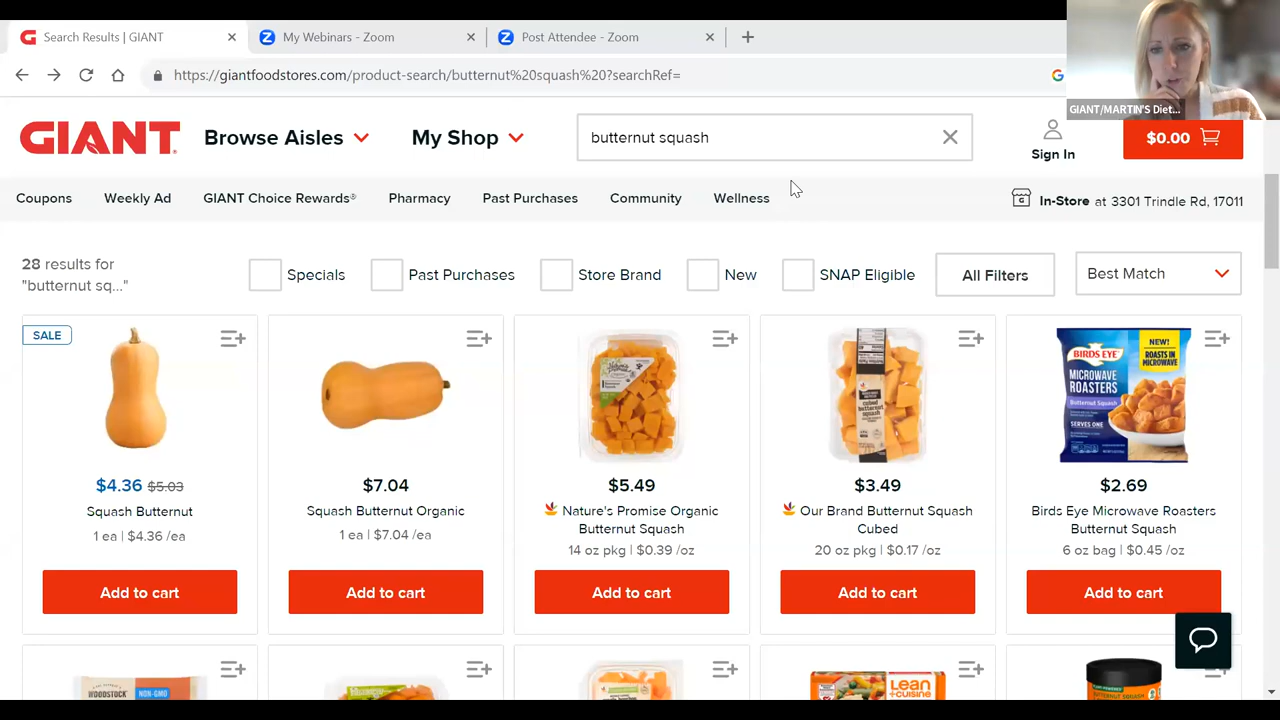 Search Results | GIANT
My Webinars - Zoom
Post Attendee - Zoom
https://giantfoodstores.com/product-search/butternut%20squash%20?searchRef=
GIANT/MARTIN'S Diet...
GIANT
Browse Aisles
My Shop
butternut squash
Sign In
$0.00
Coupons
Weekly Ad
GIANT Choice Rewards®
Pharmacy
Past Purchases
Community
Wellness
In-Store at 3301 Trindle Rd, 17011
28 results for
"butternut sq..."
Specials
Past Purchases
Store Brand
New
SNAP Eligible
All Filters
Best Match
SALE
$4.36 $5.03
Squash Butternut
1 ea | $4.36 /ea
Add to cart
$7.04
Squash Butternut Organic
1 ea | $7.04 /ea
Add to cart
$5.49
Nature's Promise Organic
Butternut Squash
14 oz pkg | $0.39 /oz
Add to cart
cubed
butternut
squash
$3.49
Our Brand Butternut Squash
Cubed
20 oz pkg | $0.17 /oz
Add to cart
BIRDS EYE
NEW!
ROASTS IN
MICROWAVE
MICROWAVE
ROASTERS
Butternut Squash
SERVES ONE
$2.69
Birds Eye Microwave Roasters
Butternut Squash
6 oz bag | $0.45 /oz
Add to cart
WOODSTOCK
NON-GMO
LEAN
CUISINE
BUTTERNUT SQUASH